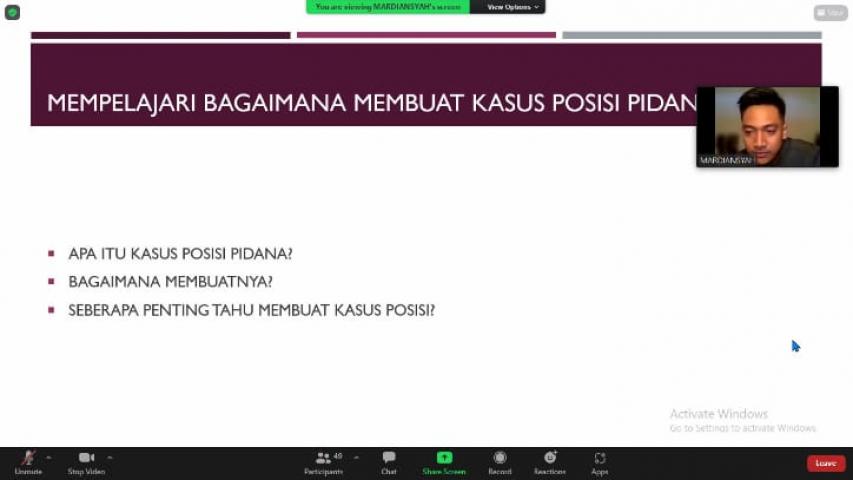 You are viewing MARDIANSYAH's screen
View Options
View
MEMPELAJARI BAGAIMANA MEMBUAT KASUS POSISI PIDAN
MARDIANSYAH
APA ITU KASUS POSISI PIDANA?
BAGAIMANA MEMBUATNYA?
SEBERAPA PENTING TAHU MEMBUAT KASUS POSISI?
Activate Windows
Go to Settings to activate Windows.
Unmute
Stop Video
Participants
49
Chat
Share Screen
Record
Reactions
Apps
Leave